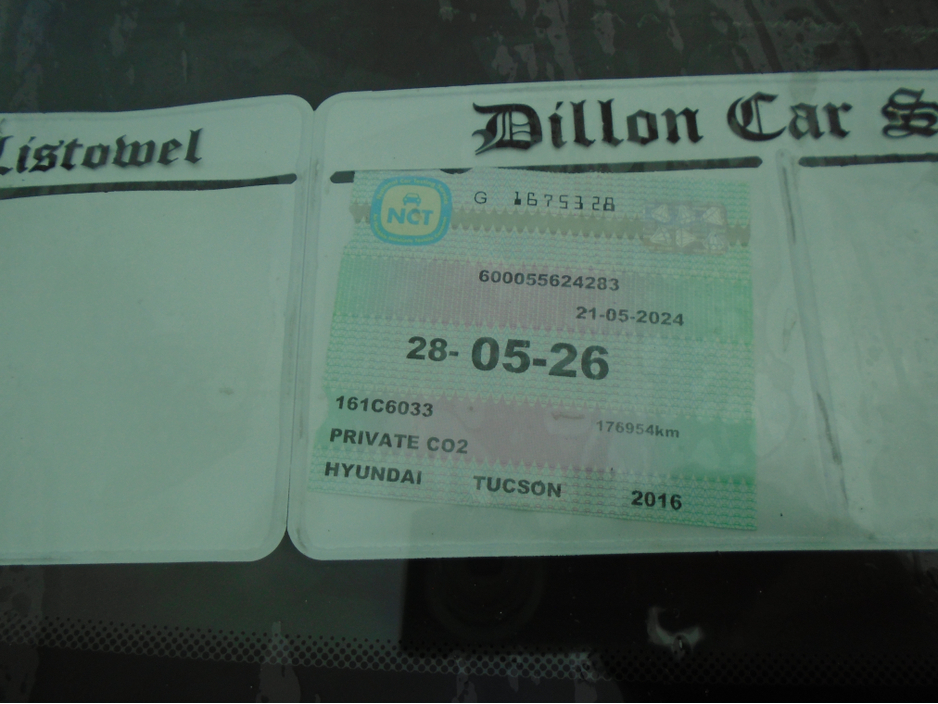 Listowel
Dillon Car
NCT
G 1675328
600055624283
21-05-2024
28-05-26
161C6033
176954km
PRIVATE CO2
HYUNDAI TUCSON 2016